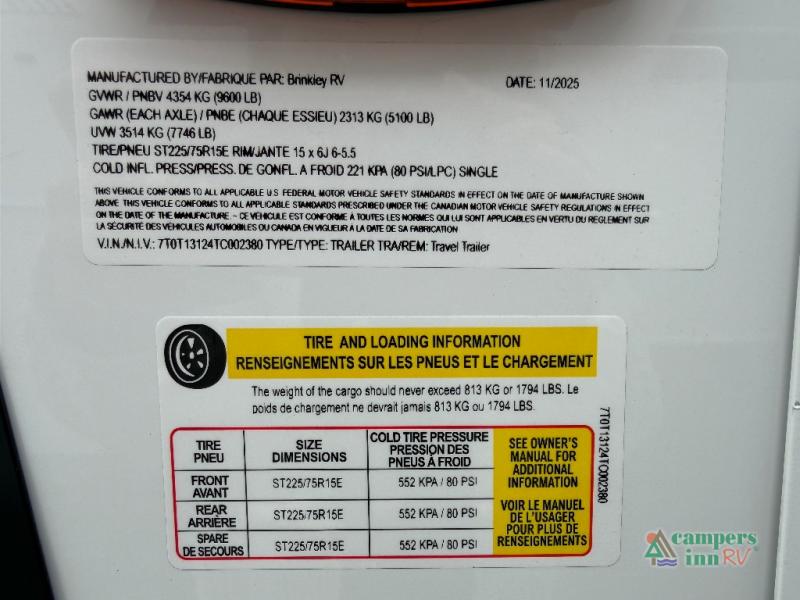 MANUFACTURED BY/FABRIQUE PAR: Brinkley RV DATE: 11/2025
GVWR / PNBV 4354 KG (9600 LB)
GAWR (EACH AXLE) / PNBE (CHAQUE ESSIEU) 2313 KG (5100 LB)
UVW 3514 KG (7746 LB)
TIRE/PNEU ST225/75R15E RIM/JANTE 15 x 6J 6-5.5
COLD INFL. PRESS/PRESS. DE GONFL. A FROID 221 KPA (80 PSI/LPC) SINGLE
THIS VEHICLE CONFORMS TO ALL APPLICABLE U.S FEDERAL MOTOR VEHICLE SAFETY STANDARDS IN EFFECT ON THE DATE OF MANUFACTURE SHOWN
ABOVE THIS VEHICLE CONFORMS TO ALL APPLICABLE STANDARDS PRESCRIBED UNDER THE CANADIAN MOTOR VEHICLE SAFETY REGULATIONS IN EFFECT
ON THE DATE OF THE MANUFACTURE. - CE VEHICULE EST CONFORME À TOUTES LES NORMES QUI LUI SONT APPLICABLES EN VERTU DU REGLEMENT SUR
LA SÉCURITÉ DES VÉHICULES AUTOMOBILES OU CANADA EN VIGUEUR À LA DATE DE SA FABRICATION
V.I.N./N.I.V.: 7T0T13124TC002380 TYPE/TYPE: TRAILER TRA/REM: Travel Trailer
TIRE AND LOADING INFORMATION
RENSEIGNEMENTS SUR LES PNEUS ET LE CHARGEMENT
The weight of the cargo should never exceed 813 KG or 1794 LBS. Le
poids de chargement ne devrait jamais 813 KG ou 1794 LBS.
TIRE
PNEU
SIZE
DIMENSIONS
COLD TIRE PRESSURE
PRESSION DES
PNEUS À FROID
FRONT
AVANT
ST225/75R15E
552 KPA / 80 PSI
REAR
ARRIÈRE
ST225/75R15E
552 KPA / 80 PSI
SPARE
DE SECOURS
ST225/75R15E
552 KPA / 80 PSI
SEE OWNER'S
MANUAL FOR
ADDITIONAL
INFORMATION
VOIR LE MANUEL
DE L'USAGER
POUR PLUS DE
RENSEIGNEMENTS
7T0T13124TC002380
campers
inn RV